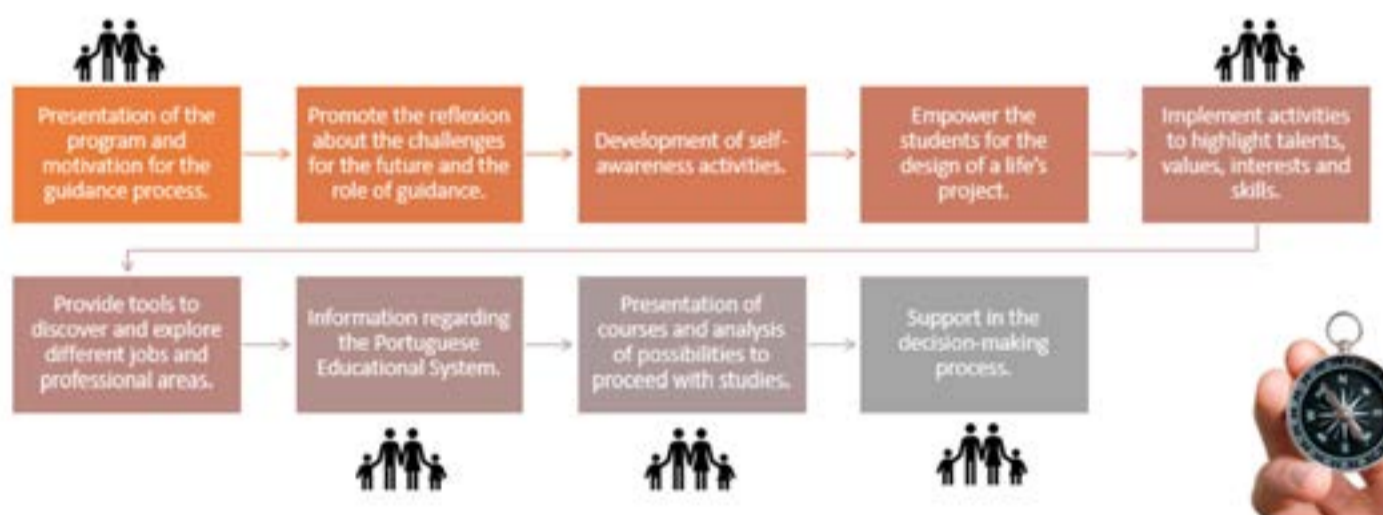 Presentation of the
program and
motivation for the
guidance process.
Promote the reflexion
about the challenges
for the future and the
role of guidance.
Development of self-
awareness activities.
Empower the
students for the
design of a life's
project.
Implement activities
to highlight talents,
values, interests and
skills.
Provide tools to
discover and explore
different jobs and
professional areas.
Information regarding
the Portuguese
Educational System.
Presentation of
courses and analysis
of possibilities to
proceed with studies.
Support in the
decision-making
process.